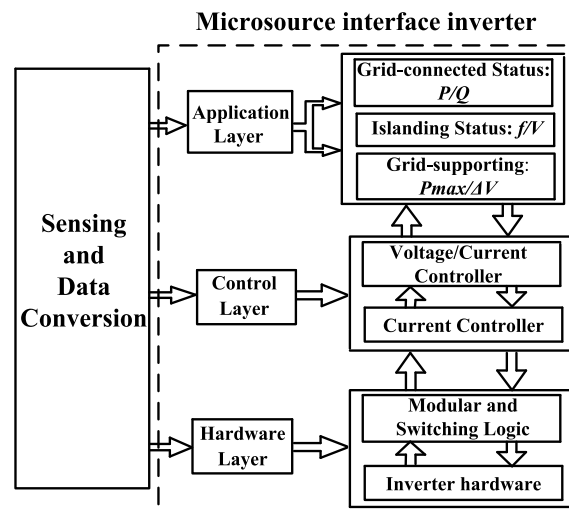 Microsource interface inverter
Sensing
and
Data
Conversion
Application
Layer
Grid-connected Status:
P/Q
Islanding Status: f/V
Grid-supporting:
Pmax/ΔV
Control
Layer
Voltage/Current
Controller
Current Controller
Hardware
Layer
Modular and
Switching Logic
Inverter hardware